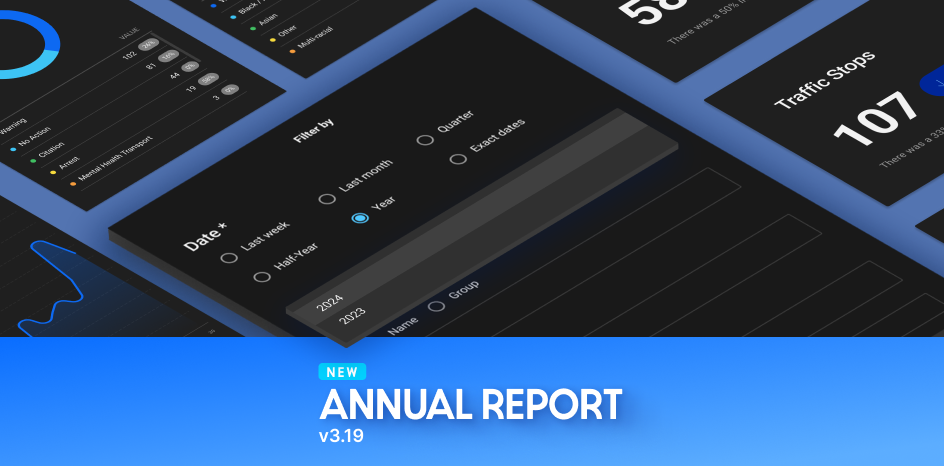 VALUE
102 26%
81
44
19
3 0%
Warning
No Action
Citation
Arrest
Mental Health Transport
Black /
Asian
Other
Multi-racial
There was a 50%
Traffic Stops
107
There was a 33
Filter by
Date *
Last week
Last month
Quarter
Half-Year
Year
Exact dates
2024
2023
Name
Group
NEW
ANNUAL REPORT
v3.19